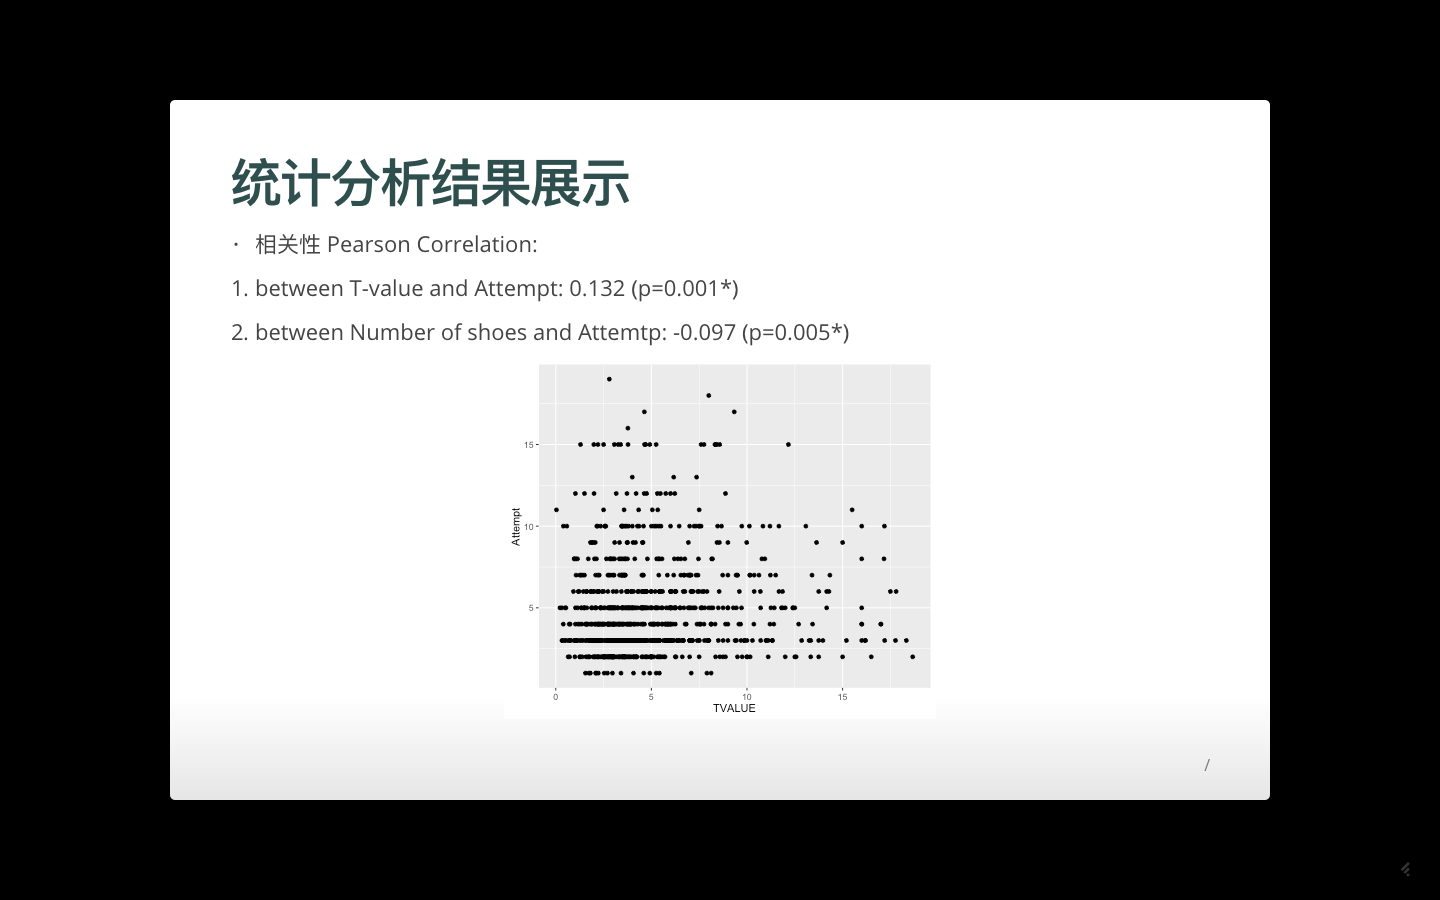 统计分析结果展示
· 相关性 Pearson Correlation:
1. between T-value and Attempt: 0.132 (p=0.001*)
2. between Number of shoes and Attemtp: -0.097 (p=0.005*)
15
10
5
Attempt
0 5 10 15
TVALUE
/